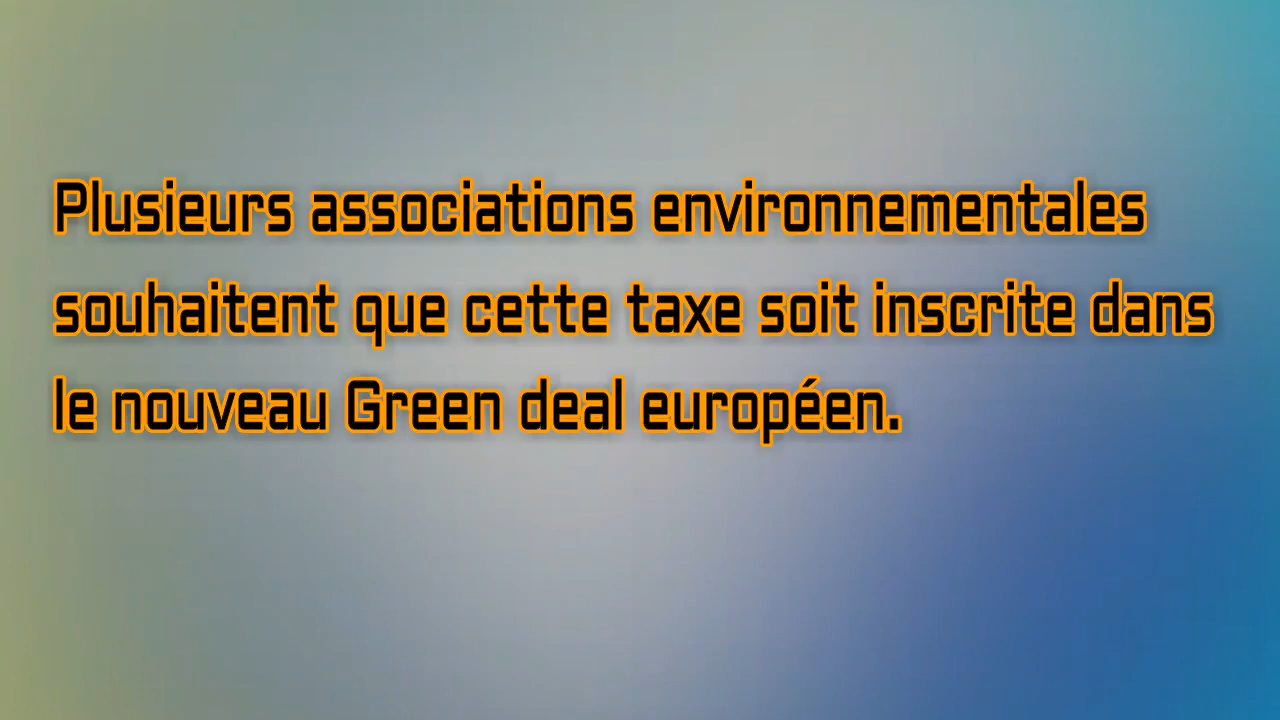 Plusieurs associations environnementales
souhaitent que cette taxe soit inscrite dans
le nouveau Green deal européen.